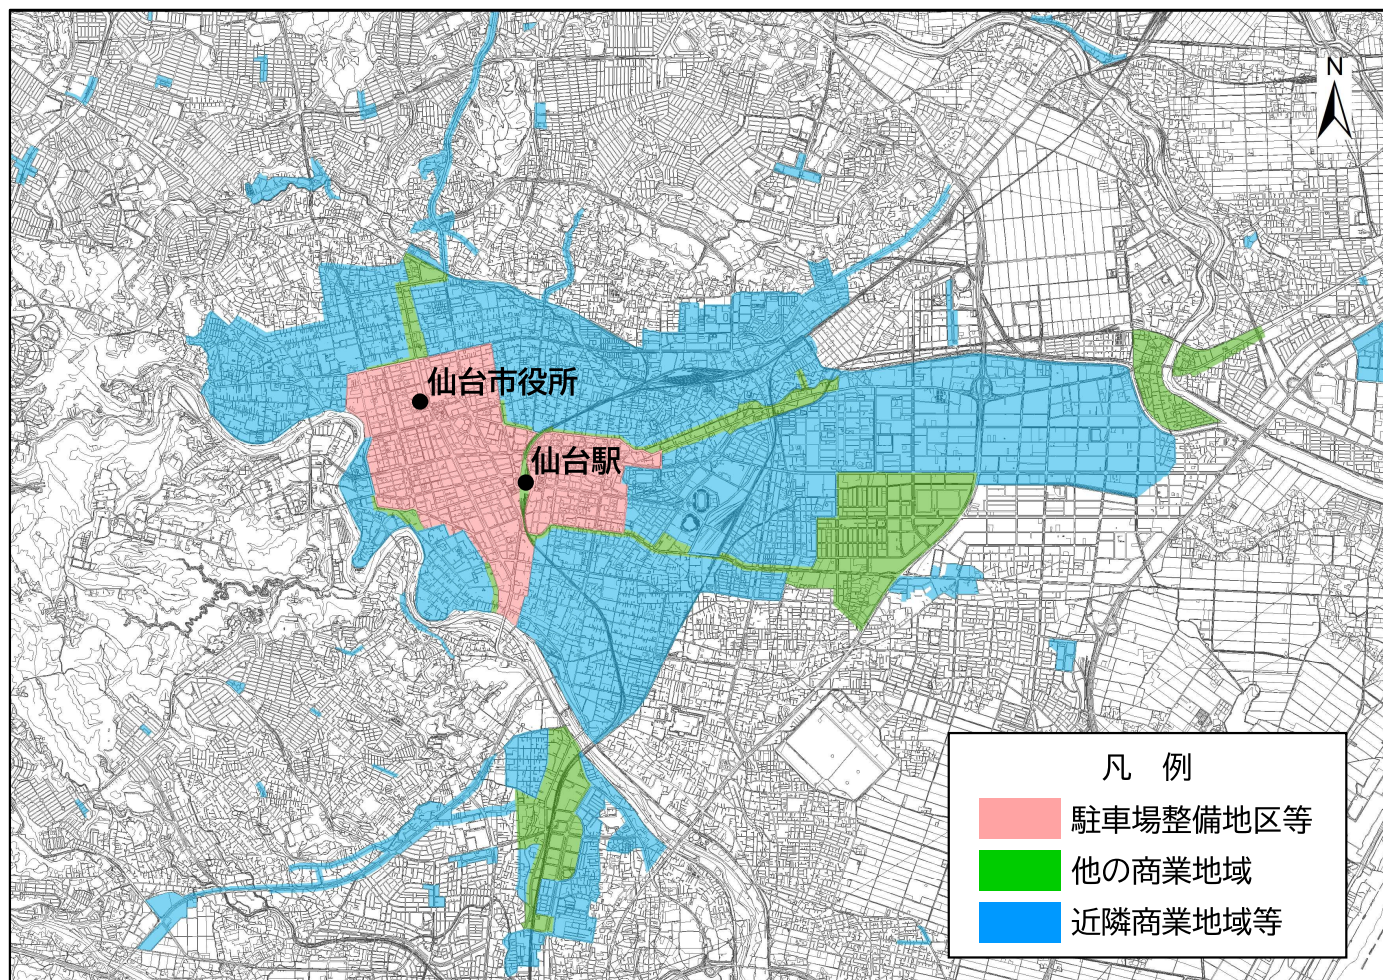 N
仙台市役所
仙台駅
凡 例
駐車場整備地区等
他の商業地域
近隣商業地域等